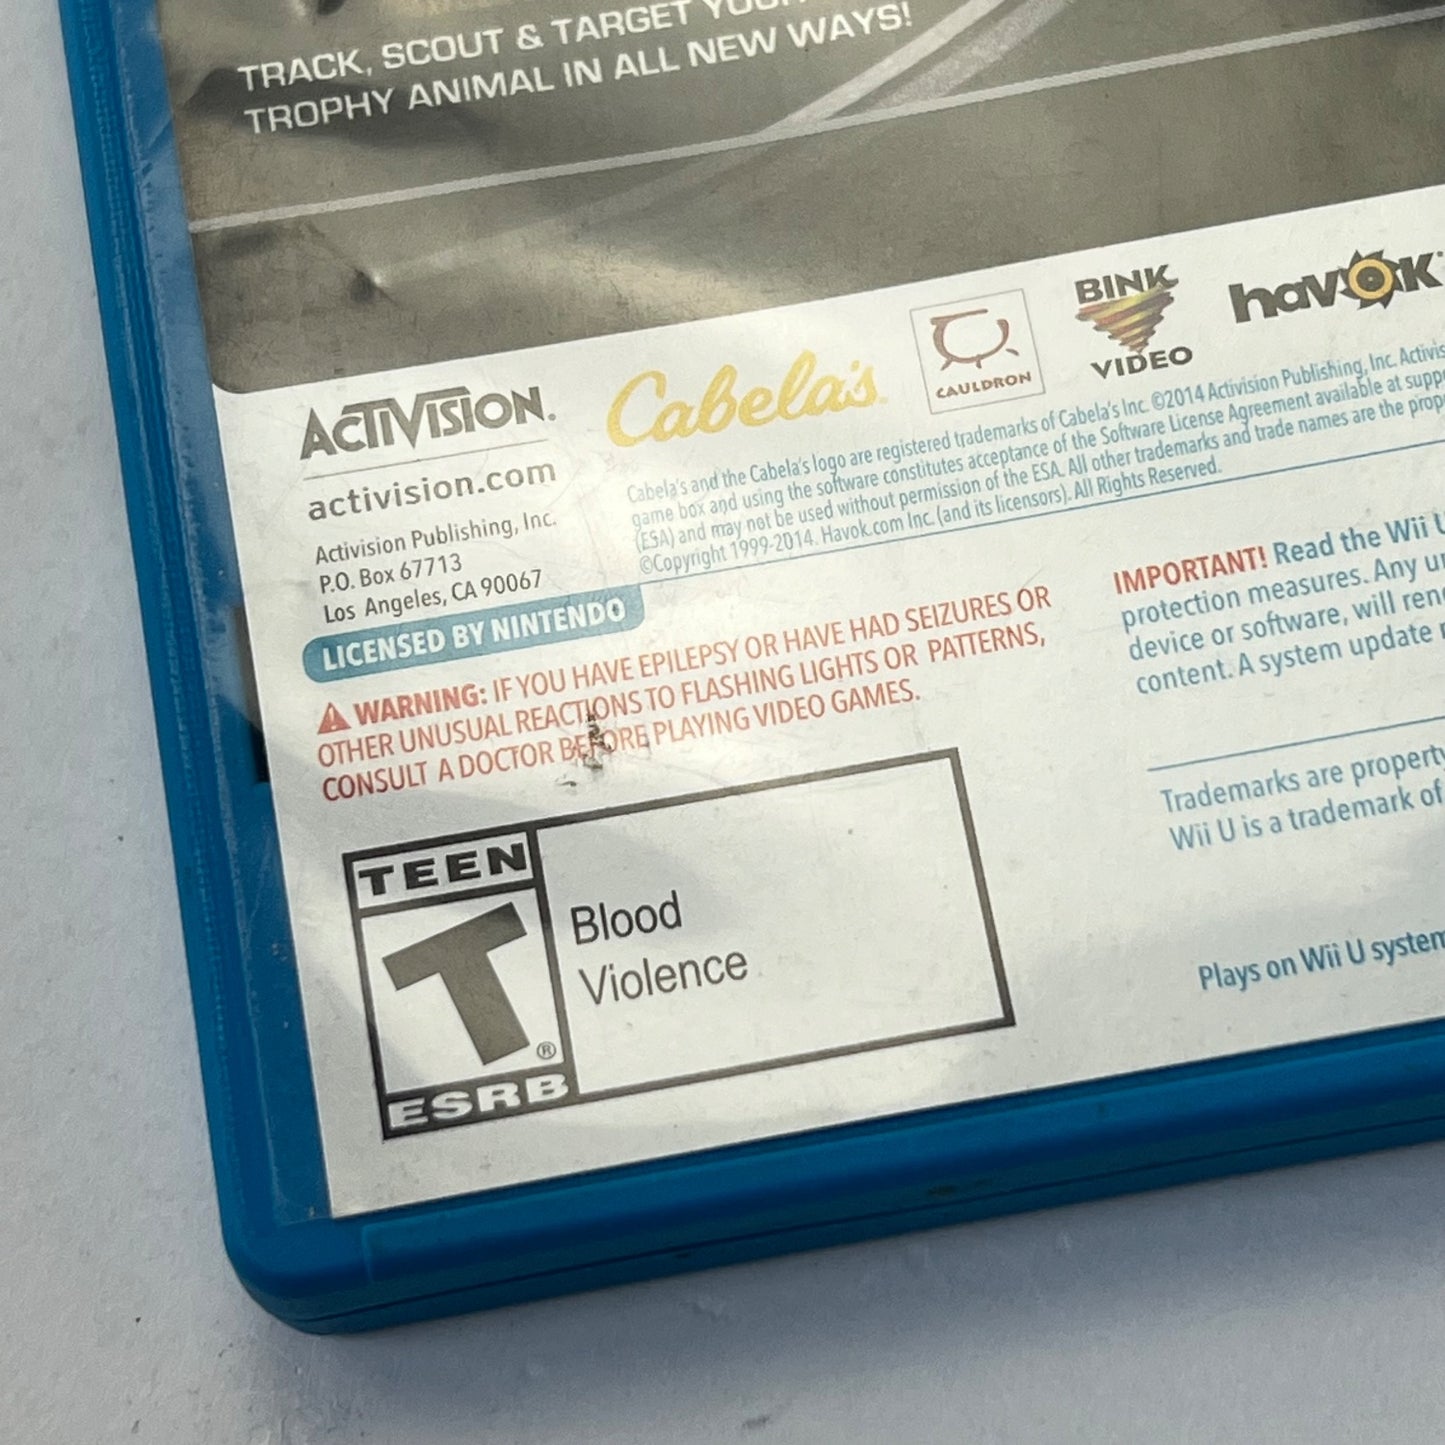 TRACK, SCOUT & TARGET
TROPHY ANIMAL IN ALL NEW WAYS!
ACTIVISION.
activision.com
Activision Publishing, Inc.
P.O. Box 67713
Los Angeles, CA 90067
LICENSED BY NINTENDO
Cabela's
CAULDRON
BINK
VIDEO
havok
Cabela's and the Cabela's logo are registered trademarks of Cabela's Inc. ©2014 Activision Publishing, Inc.
game box and using the software constitutes acceptance of the Software License Agreement available at
(ESA) and may not be used without permission of the ESA. All other trademarks and trade names are the
©Copyright 1999-2014. Havok.com Inc. (and its licensors). All Rights Reserved.
WARNING: IF YOU HAVE EPILEPSY OR HAVE HAD SEIZURES OR
OTHER UNUSUAL REACTIONS TO FLASHING LIGHTS OR PATTERNS,
CONSULT A DOCTOR BEFORE PLAYING VIDEO GAMES.
IMPORTANT! Read the Wii
protection measures. Any
device or software, will
content. A system update
Trademarks are property
Wii U is a trademark of
Plays on Wii U system
TEEN
T
®
ESRB
Blood
Violence